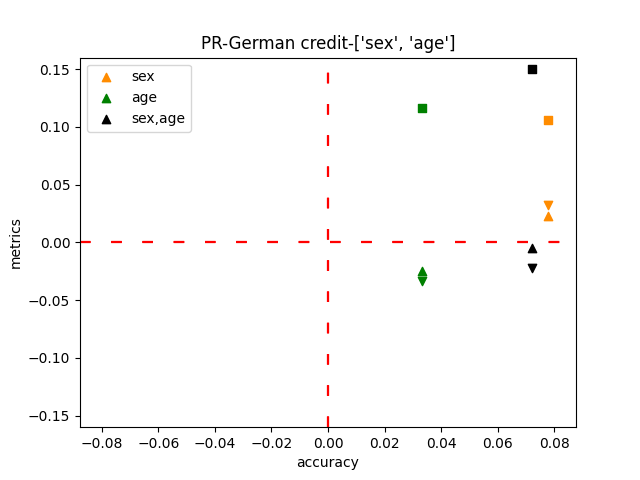 PR-German credit-['sex', 'age']
sex
age
sex,age
metrics
0.15
0.10
0.05
0.00
−0.05
−0.10
−0.15
−0.08 −0.06 −0.04 −0.02 0.00 0.02 0.04 0.06 0.08
accuracy